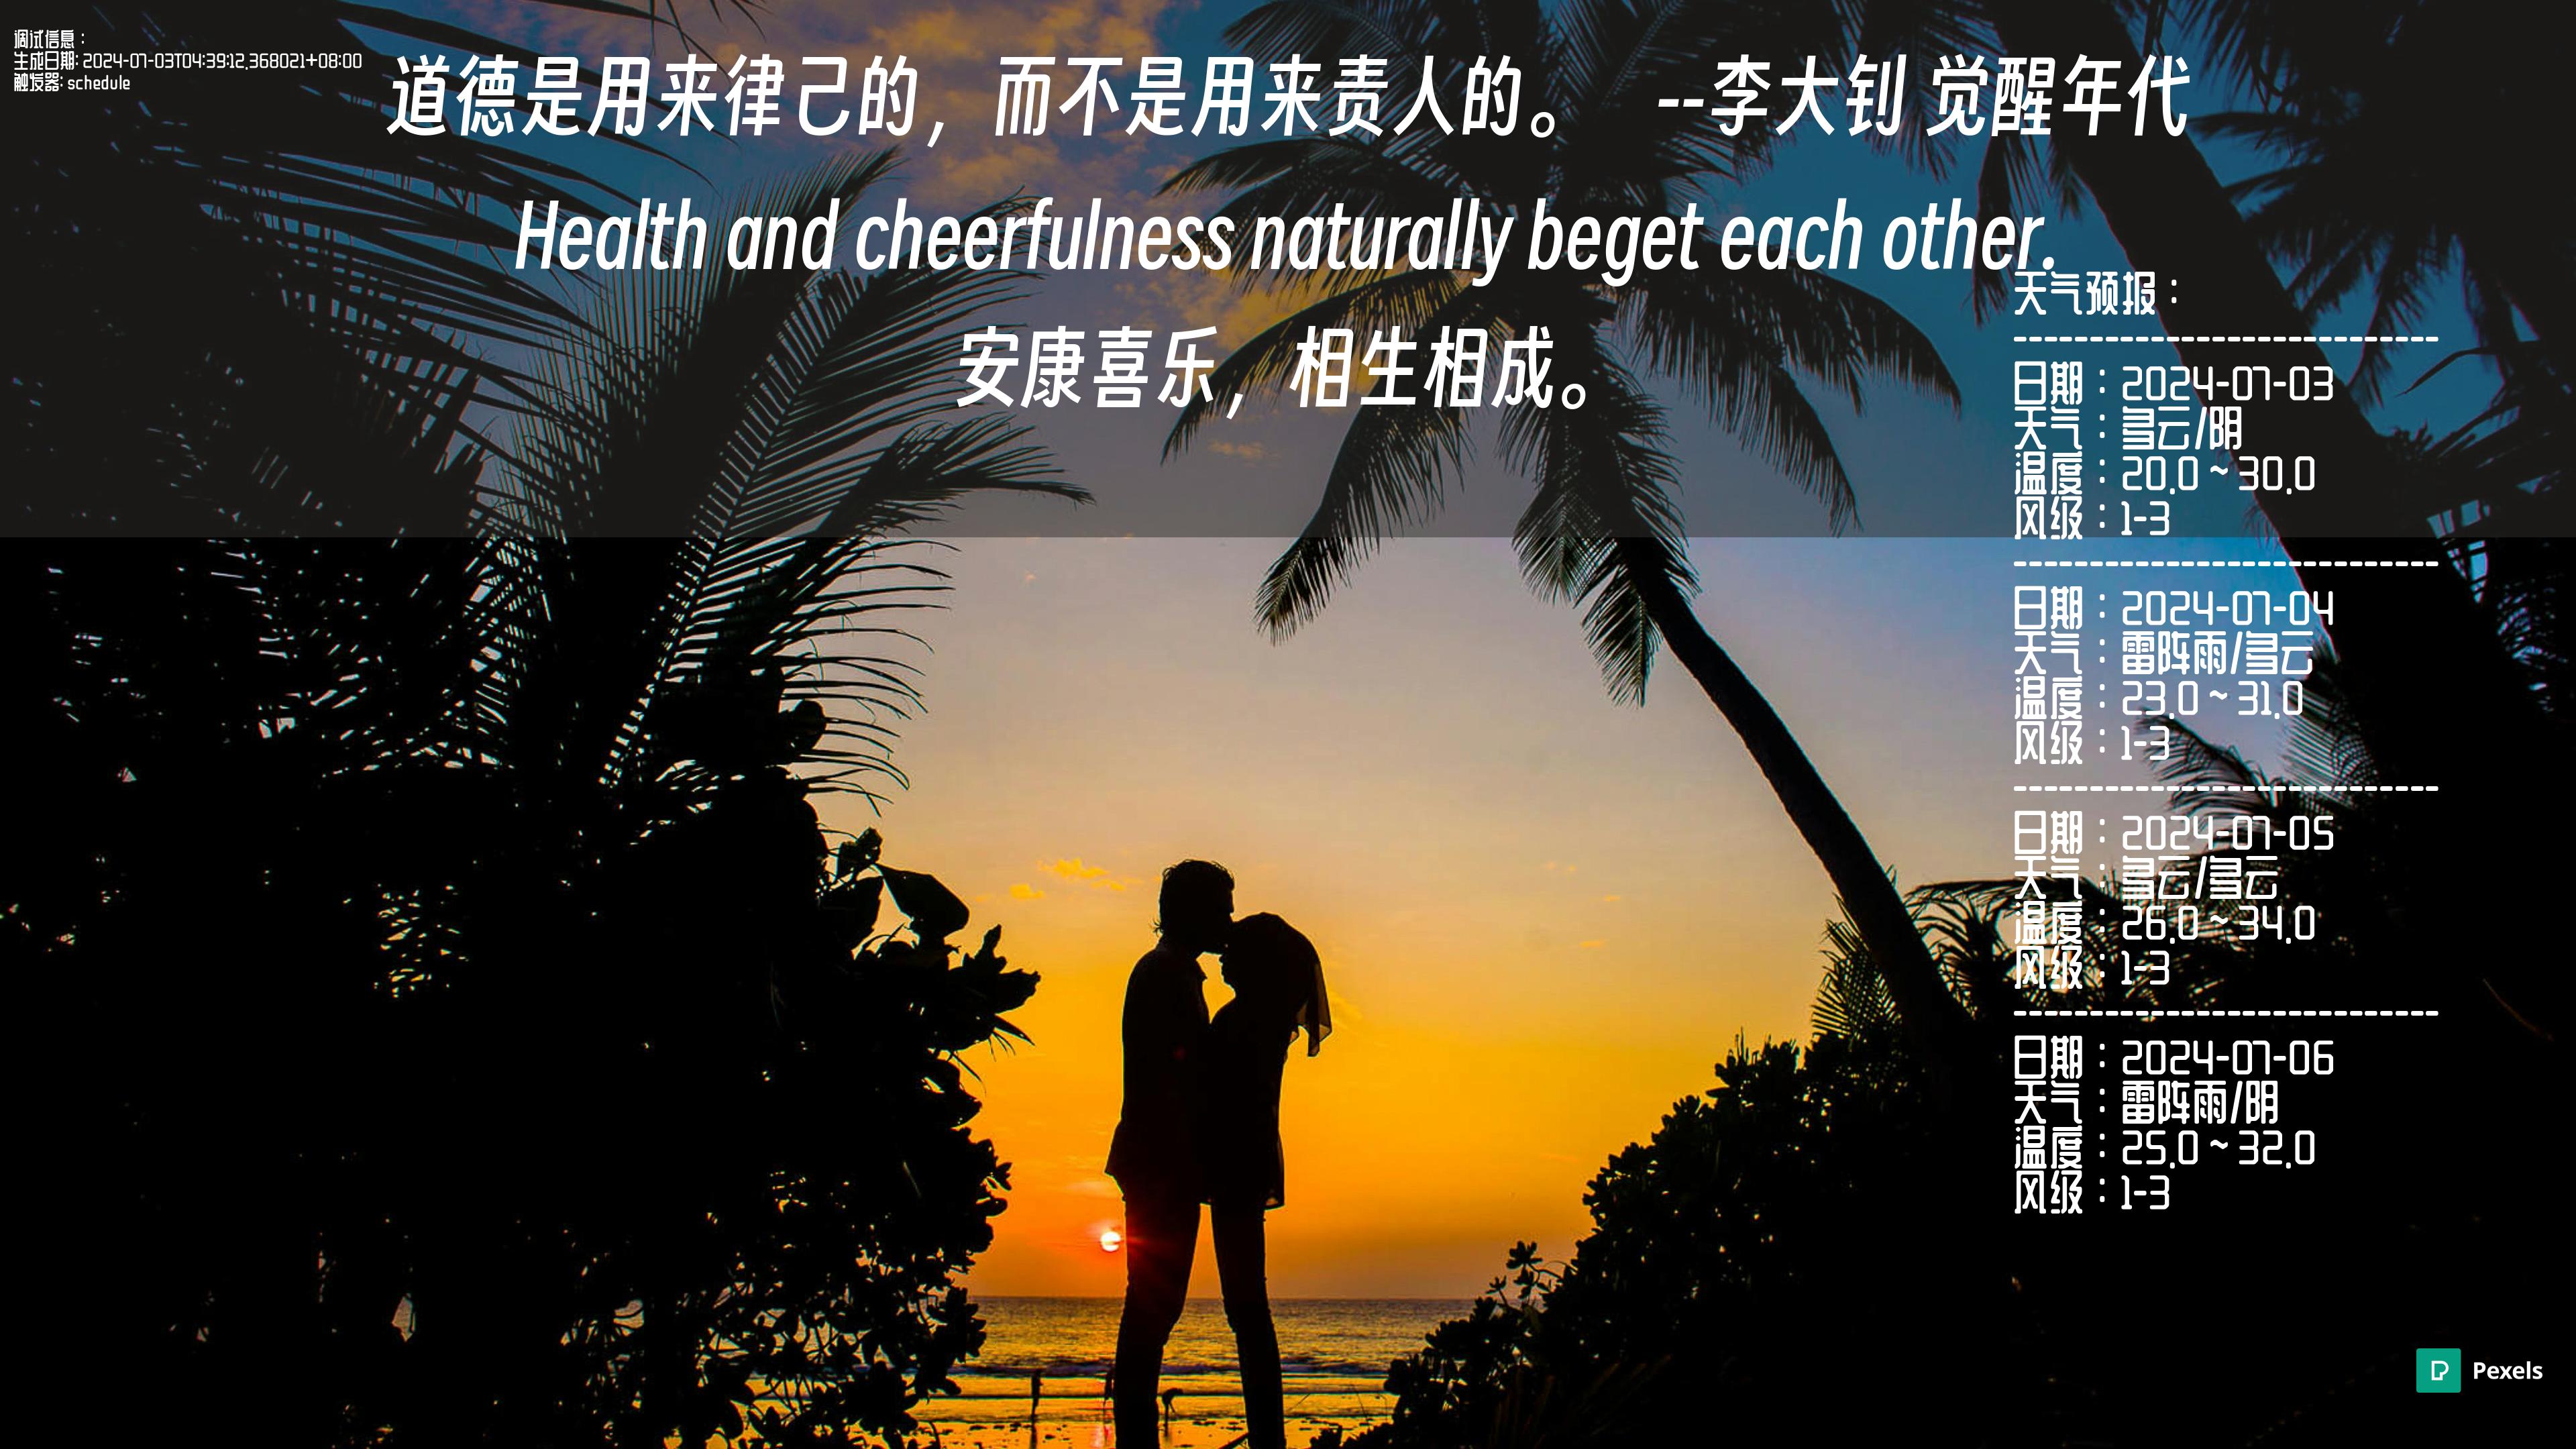 调试信息：
生成日期: 2024-07-03T04:39:12.368021+08:00
触发器: schedule
道德是用来律己的，而不是用来责人的。 --李大钊 觉醒年代
Health and cheerfulness naturally beget each other.
安康喜乐，相生相成。
天气预报：
----------------------------
日期：2024-07-03
天气：多云/阴
温度：20.0 ~ 30.0
风级：1-3
----------------------------
日期：2024-07-04
天气：雷阵雨/多云
温度：23.0 ~ 31.0
风级：1-3
----------------------------
日期：2024-07-05
天气：多云/多云
温度：26.0 ~ 34.0
风级：1-3
----------------------------
日期：2024-07-06
天气：雷阵雨/阴
温度：25.0 ~ 32.0
风级：1-3
Pexels